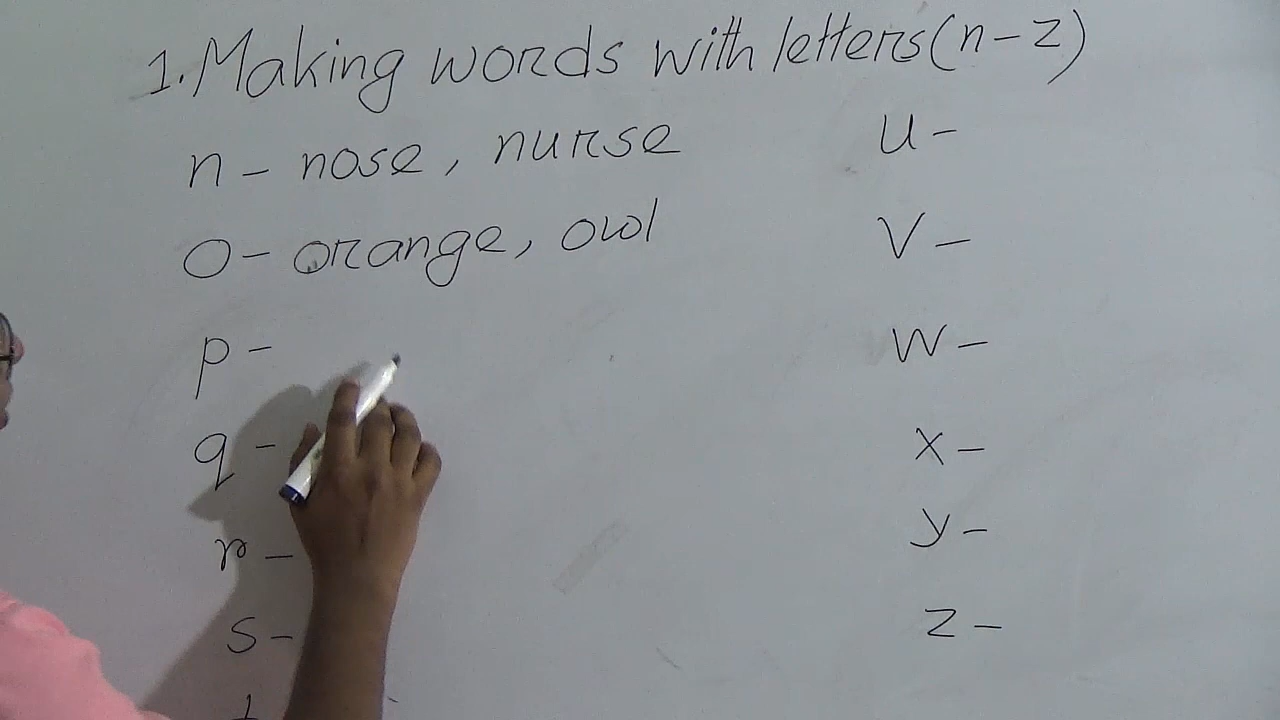 1. Making words with letters (n-z)
n - nose, nurse
o - orange, owl
p -
q -
r -
s -
t
u -
v -
w -
x -
y -
z -